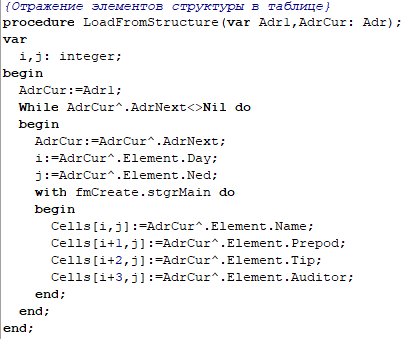 {Отражение элементов структуры в таблице}
procedure LoadFromStructure(var Adr1,AdrCur: Adr);
var
  i,j: integer;
begin
  AdrCur:=Adr1;
  While AdrCur^.AdrNext<>Nil do
  begin
    AdrCur:=AdrCur^.AdrNext;
    i:=AdrCur^.Element.Day;
    j:=AdrCur^.Element.Ned;
    with fmCreate.stgrMain do
    begin
      Cells[i,j]:=AdrCur^.Element.Name;
      Cells[i+1,j]:=AdrCur^.Element.Prepod;
      Cells[i+2,j]:=AdrCur^.Element.Tip;
      Cells[i+3,j]:=AdrCur^.Element.Auditor;
    end;
  end;
end;